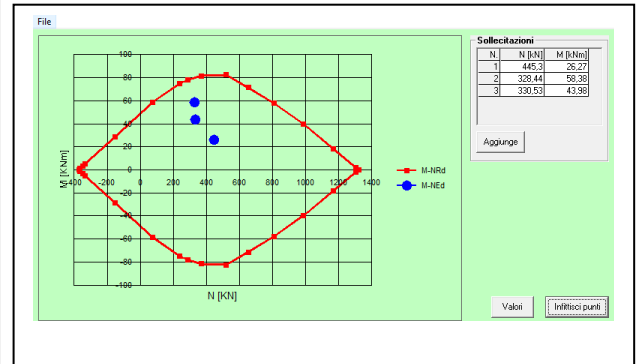 File
Sollecitazioni
N. N [kN] M [kNm]
1 445,3 26,27
2 328,44 58,38
3 330,53 43,98
Aggiunge
100
80
60
40
20
0
-20
-40
-60
-80
-100
M [KNm]
-400 -200 0 200 400 600 800 1000 1200 1400
N [KN]
M-NRd
M-NEd
Valori
Infittisci punti